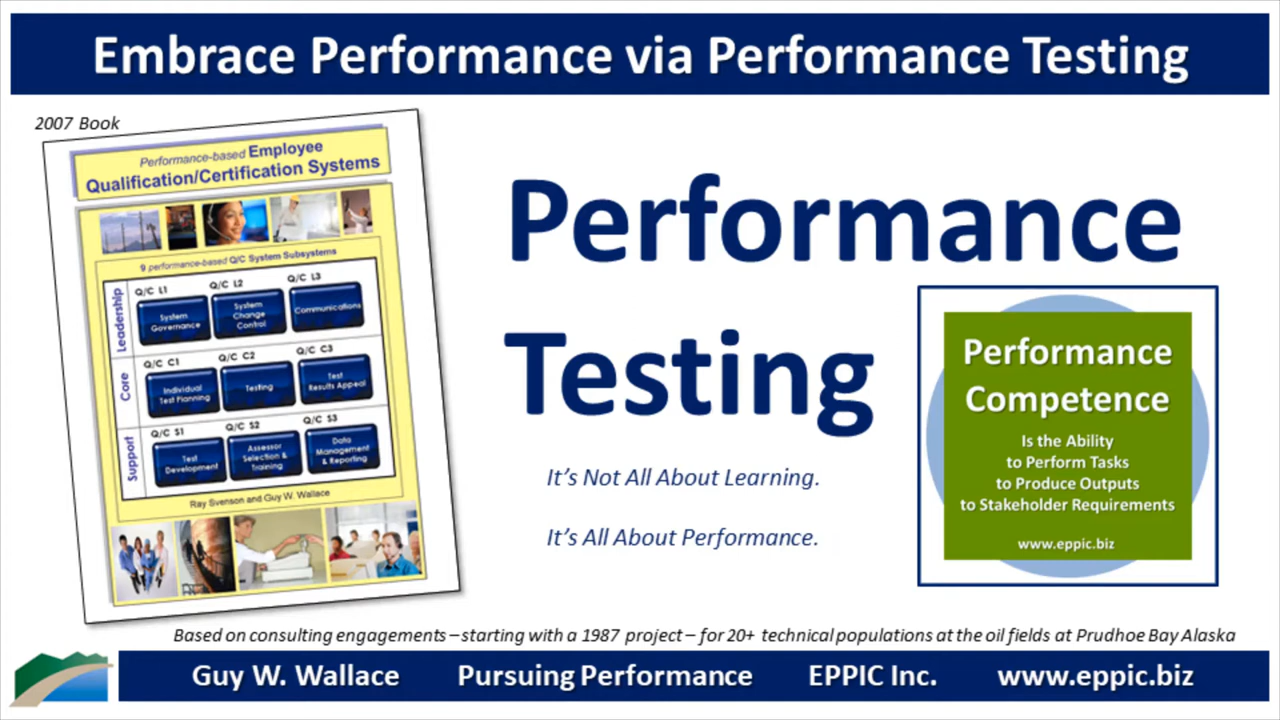 Embrace Performance via Performance Testing
2007 Book
Performance-based Employee
Qualification/Certification Systems
9 performance-based Q/C System Subsystems
Leadership
Q/C L1
Q/C L2
Q/C L3
System
Governance
System
Change
Control
Communications
Core
Q/C C1
Q/C C2
Q/C C3
Individual
Test Planning
Testing
Test
Results Appeal
Support
Q/C S1
Q/C S2
Q/C S3
Test
Development
Assessor
Selection &
Training
Data
Management
& Reporting
Ray Svenson and Guy W. Wallace
Performance
Testing
It's Not All About Learning.
It's All About Performance.
Performance
Competence
Is the Ability
to Perform Tasks
to Produce Outputs
to Stakeholder Requirements
www.eppic.biz
Based on consulting engagements – starting with a 1987 project – for 20+ technical populations at the oil fields at Prudhoe Bay Alaska
Guy W. Wallace Pursuing Performance EPPIC Inc. www.eppic.biz